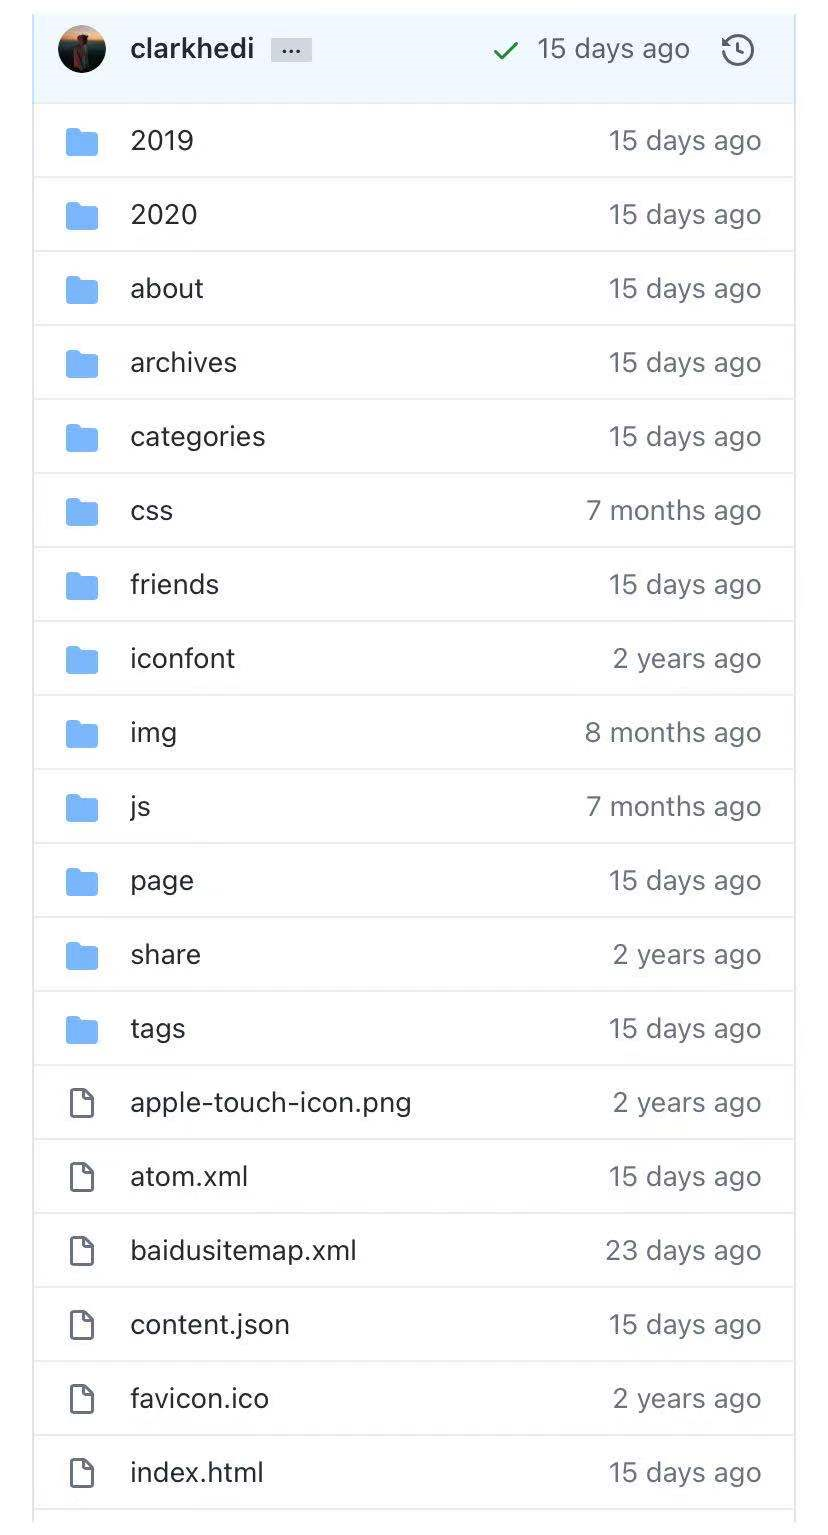 clarkhedi ... 15 days ago
2019 15 days ago
2020 15 days ago
about 15 days ago
archives 15 days ago
categories 15 days ago
css 7 months ago
friends 15 days ago
iconfont 2 years ago
img 8 months ago
js 7 months ago
page 15 days ago
share 2 years ago
tags 15 days ago
apple-touch-icon.png 2 years ago
atom.xml 15 days ago
baidusitemap.xml 23 days ago
content.json 15 days ago
favicon.ico 2 years ago
index.html 15 days ago